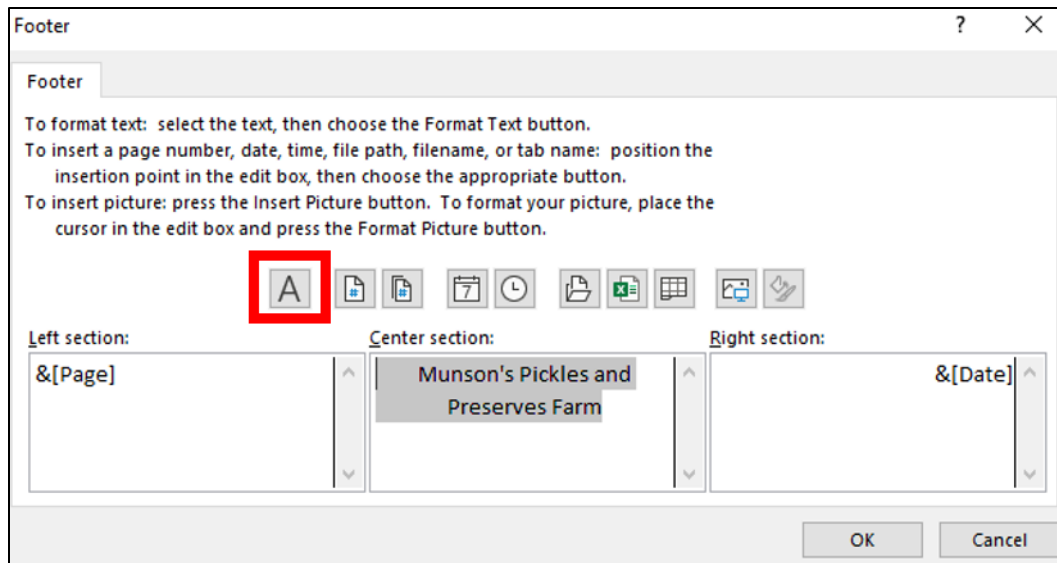 Footer
?
Footer
To format text: select the text, then choose the Format Text button.
To insert a page number, date, time, file path, filename, or tab name: position the
insertion point in the edit box, then choose the appropriate button.
To insert picture: press the Insert Picture button. To format your picture, place the
cursor in the edit box and press the Format Picture button.
A # # 7
Left section: Center section: Right section:
&[Page] Munson's Pickles and &[Date]
Preserves Farm
OK Cancel